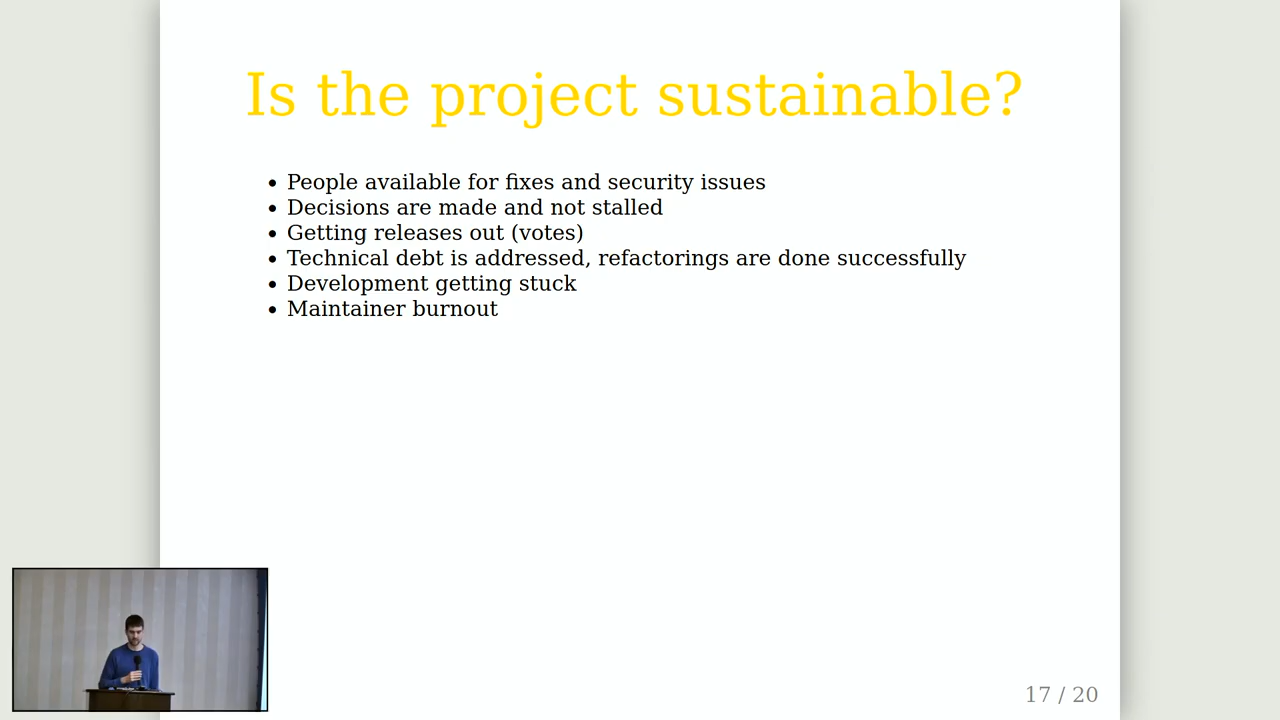 Is the project sustainable?
• People available for fixes and security issues
• Decisions are made and not stalled
• Getting releases out (votes)
• Technical debt is addressed, refactorings are done successfully
• Development getting stuck
• Maintainer burnout
17 / 20